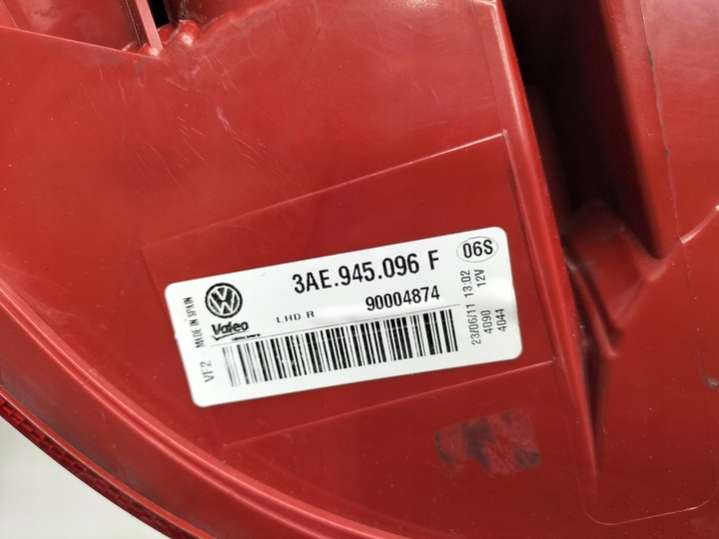 3AE.945.096 F
06S
LHD R
90004874
MADE IN SPAIN
Valeo
VF2
23/06/11 13:02
12V
4090
4044